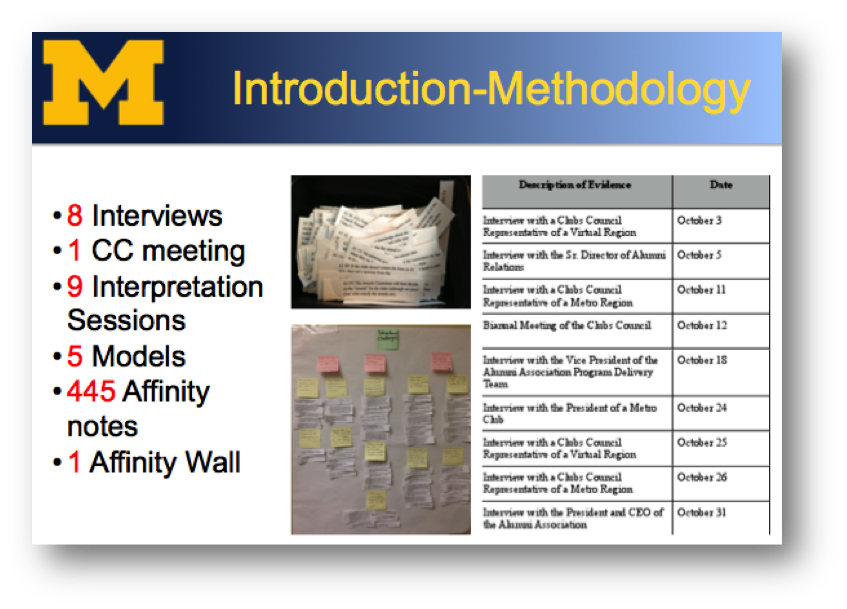 M
Introduction-Methodology
• 8 Interviews
• 1 CC meeting
• 9 Interpretation
Sessions
• 5 Models
• 445 Affinity
notes
• 1 Affinity Wall
Description of Evidence Date
Interview with a Clubs Council October 3
Representative of a Virtual Region
Interview with the Sr. Director of Alumni October 5
Relations
Interview with a Clubs Council October 11
Representative of a Metro Region
Biannual Meeting of the Clubs Council October 12
Interview with the Vice President of the October 18
Alumni Association Program Delivery
Team
Interview with the President of a Metro October 24
Club
Interview with a Clubs Council October 25
Representative of a Virtual Region
Interview with a Clubs Council October 26
Representative of a Metro Region
Interview with the President and CEO of October 31
the Alumni Association